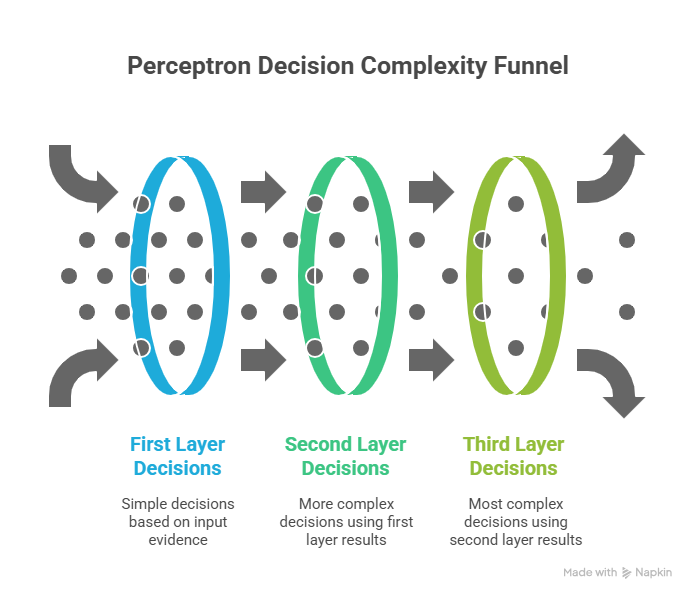 Perceptron Decision Complexity Funnel
First Layer
Decisions
Simple decisions
based on input
evidence
Second Layer
Decisions
More complex
decisions using first
layer results
Third Layer
Decisions
Most complex
decisions using
second layer results
Made with Napkin